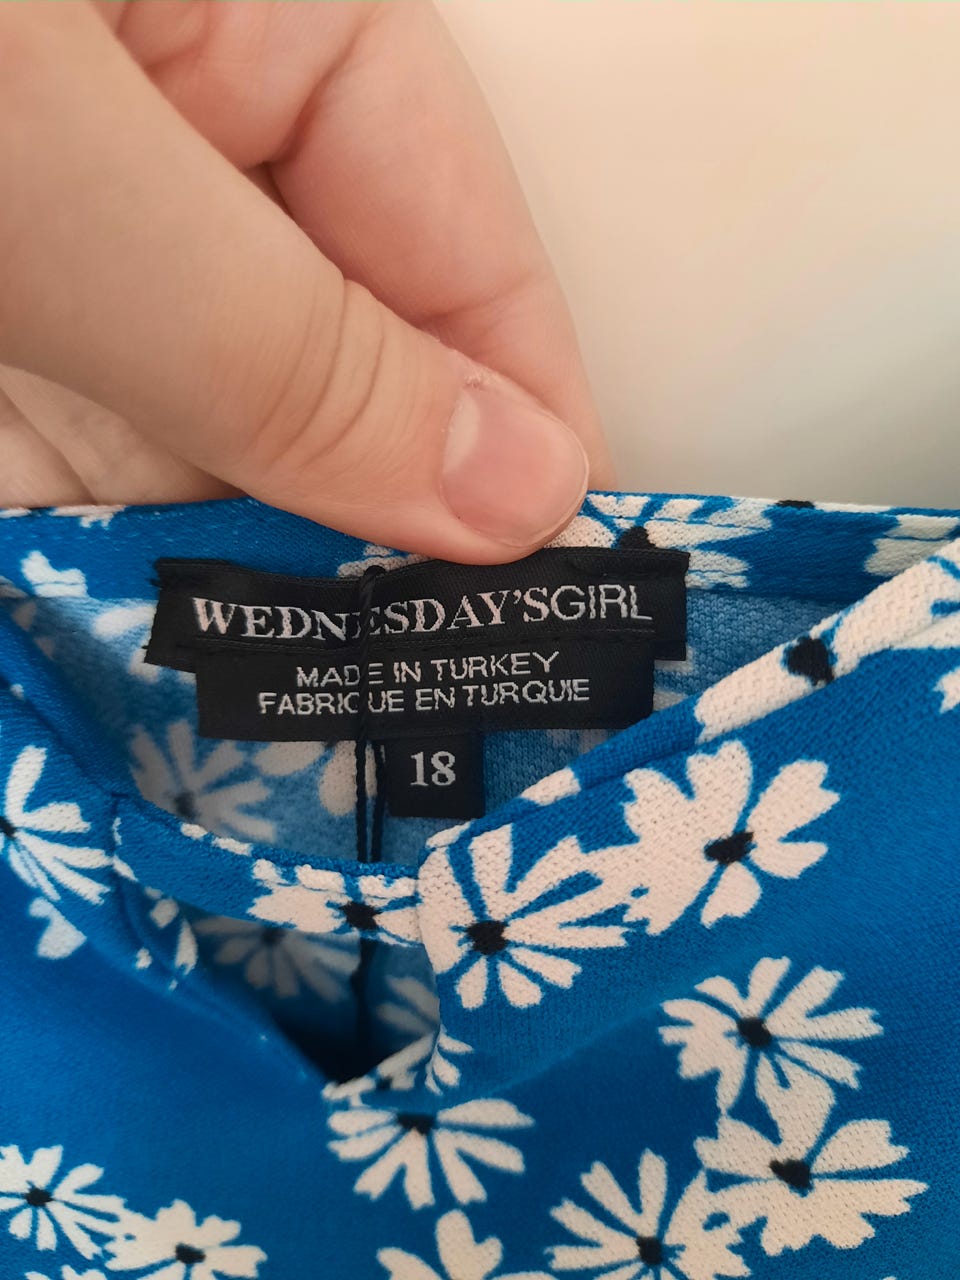 WEDNESDAY'SGIRL
MADE IN TURKEY
FABRIQUE EN TURQUIE
18